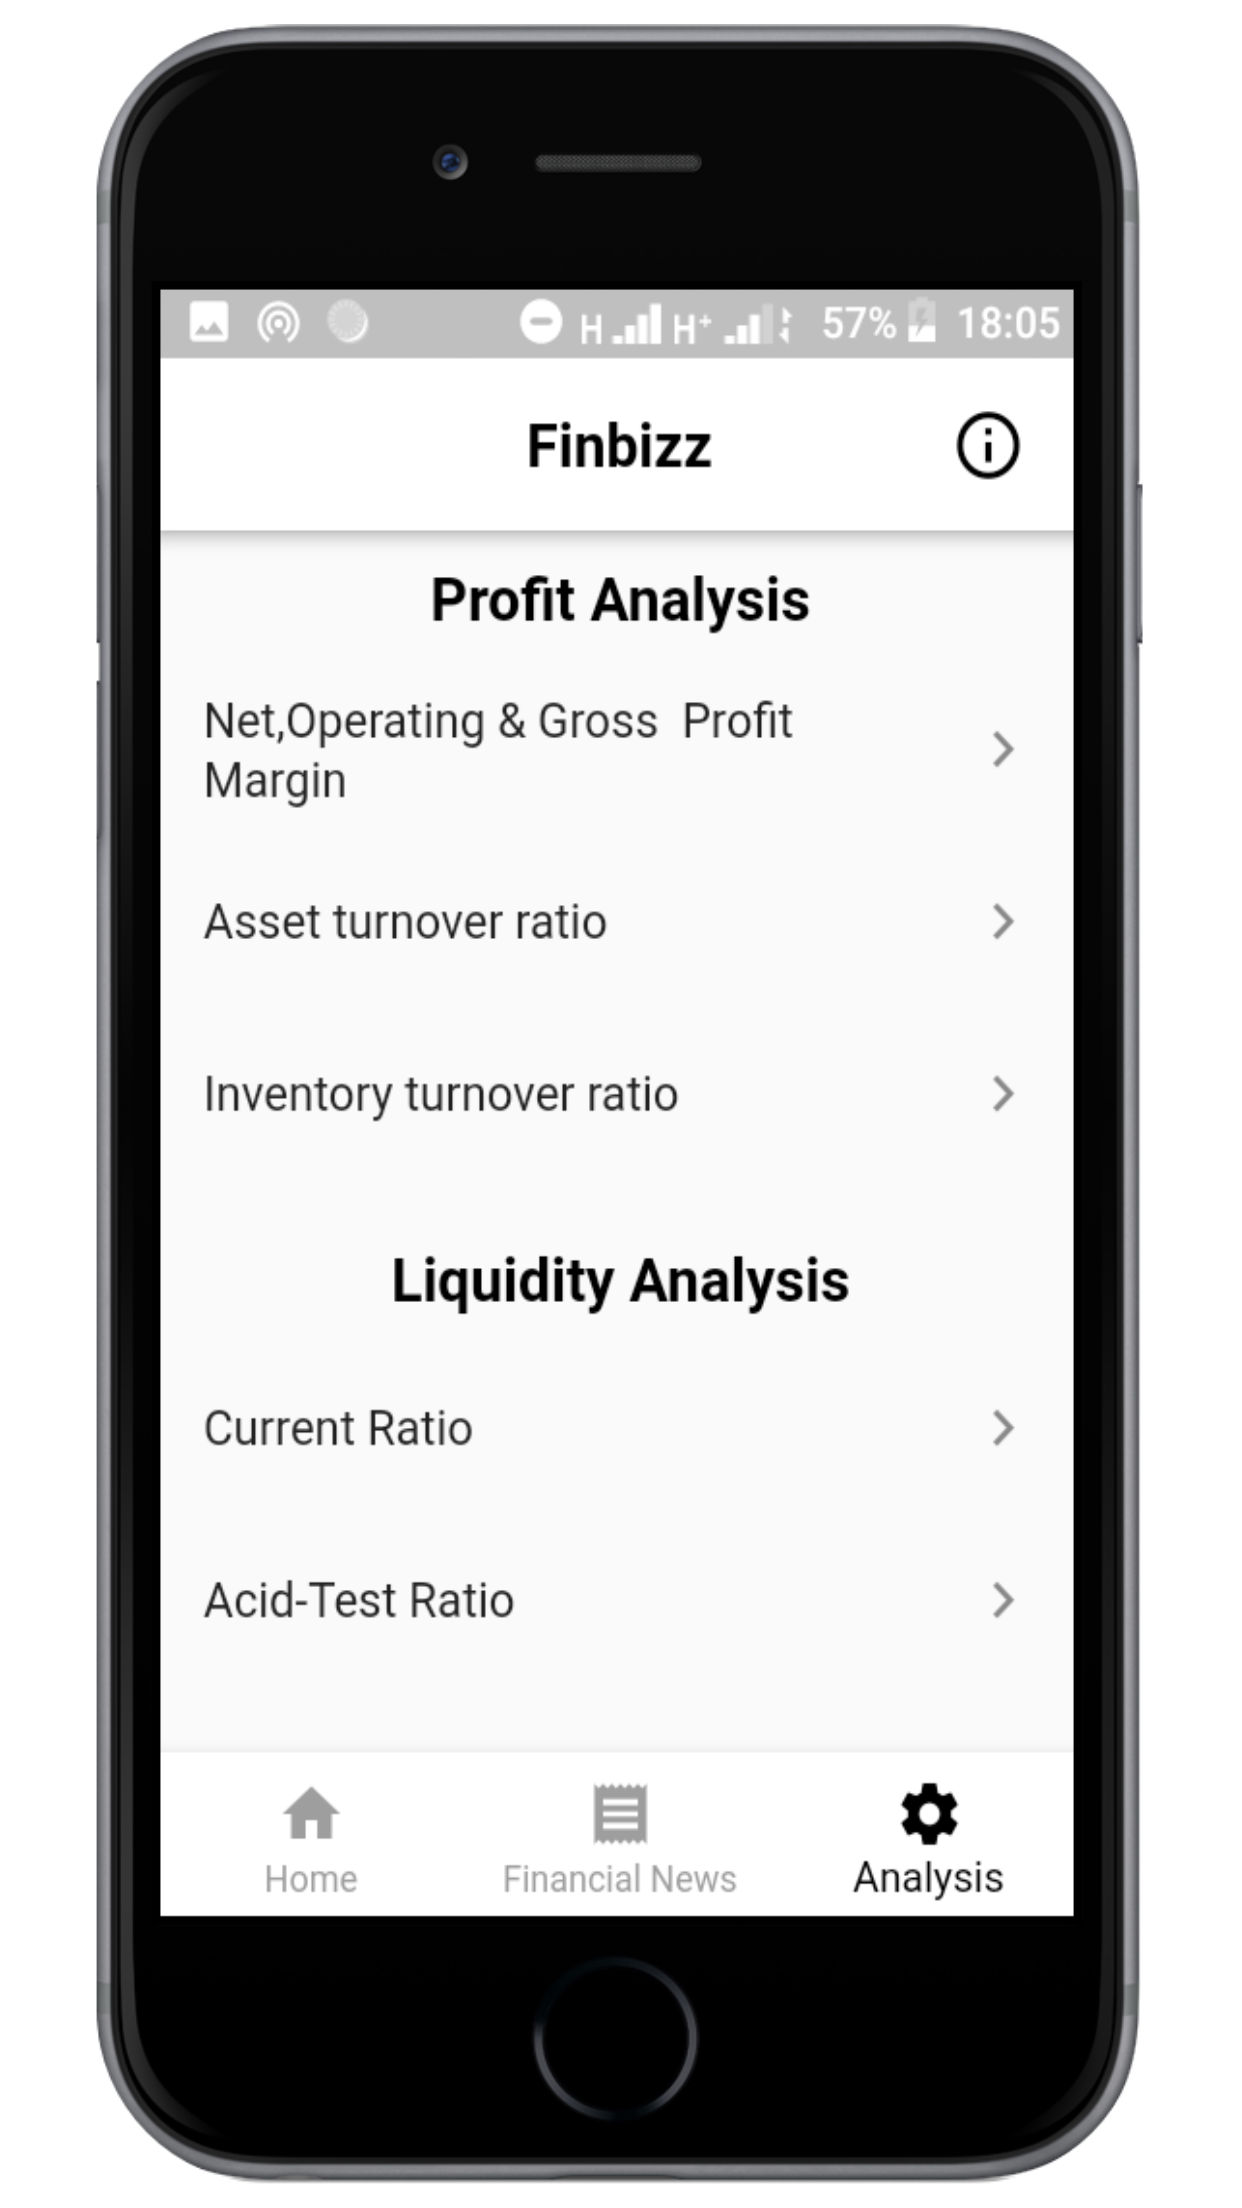 H H+ 57% 18:05
Finbizz
Profit Analysis
Net,Operating & Gross  Profit
Margin
Asset turnover ratio
Inventory turnover ratio
Liquidity Analysis
Current Ratio
Acid-Test Ratio
Home Financial News Analysis